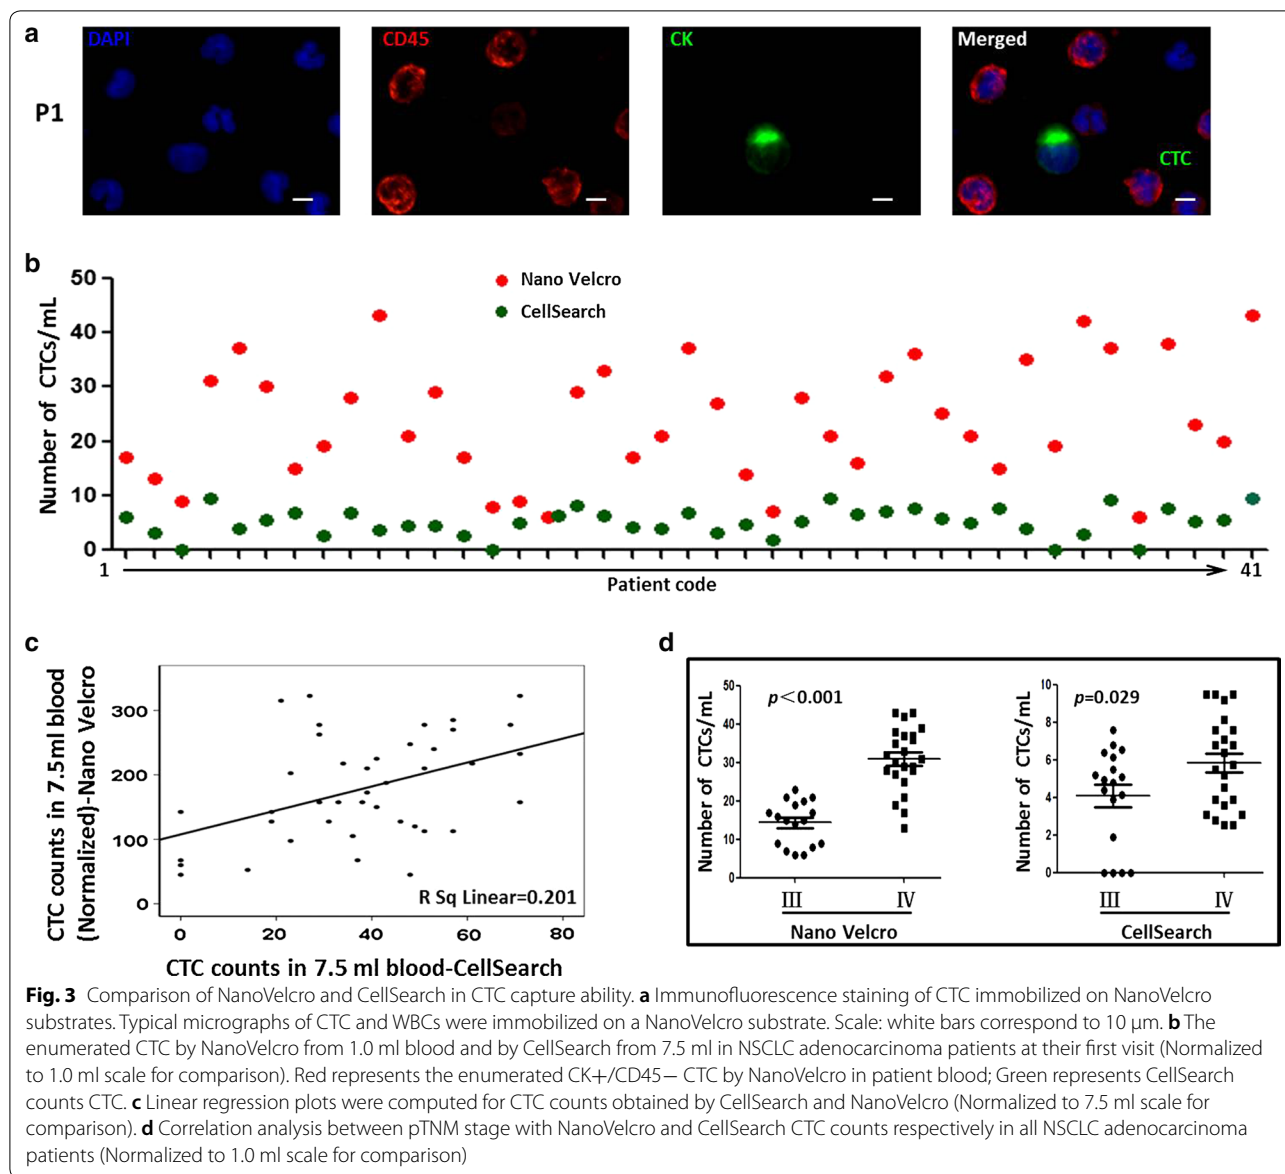 a
DAPI
CD45
CK
Merged
P1
CTC
b
50
40
30
20
10
0
Number of CTCs/mL
Nano Velcro
CellSearch
1
41
Patient code
c
CTC counts in 7.5ml blood
(Normalized)-Nano Velcro
300
200
100
0
R Sq Linear=0.201
0 20 40 60 80
CTC counts in 7.5 ml blood-CellSearch
d
Number of CTCs/mL
50
40
30
20
10
0
p<0.001
III IV
Nano Velcro
Number of CTCs/mL
10
8
6
4
2
0
p=0.029
III IV
CellSearch
Fig. 3 Comparison of NanoVelcro and CellSearch in CTC capture ability. a Immunofluorescence staining of CTC immobilized on NanoVelcro
substrates. Typical micrographs of CTC and WBCs were immobilized on a NanoVelcro substrate. Scale: white bars correspond to 10 μm. b The
enumerated CTC by NanoVelcro from 1.0 ml blood and by CellSearch from 7.5 ml in NSCLC adenocarcinoma patients at their first visit (Normalized
to 1.0 ml scale for comparison). Red represents the enumerated CK+/CD45− CTC by NanoVelcro in patient blood; Green represents CellSearch
counts CTC. c Linear regression plots were computed for CTC counts obtained by CellSearch and NanoVelcro (Normalized to 7.5 ml scale for
comparison). d Correlation analysis between pTNM stage with NanoVelcro and CellSearch CTC counts respectively in all NSCLC adenocarcinoma
patients (Normalized to 1.0 ml scale for comparison)